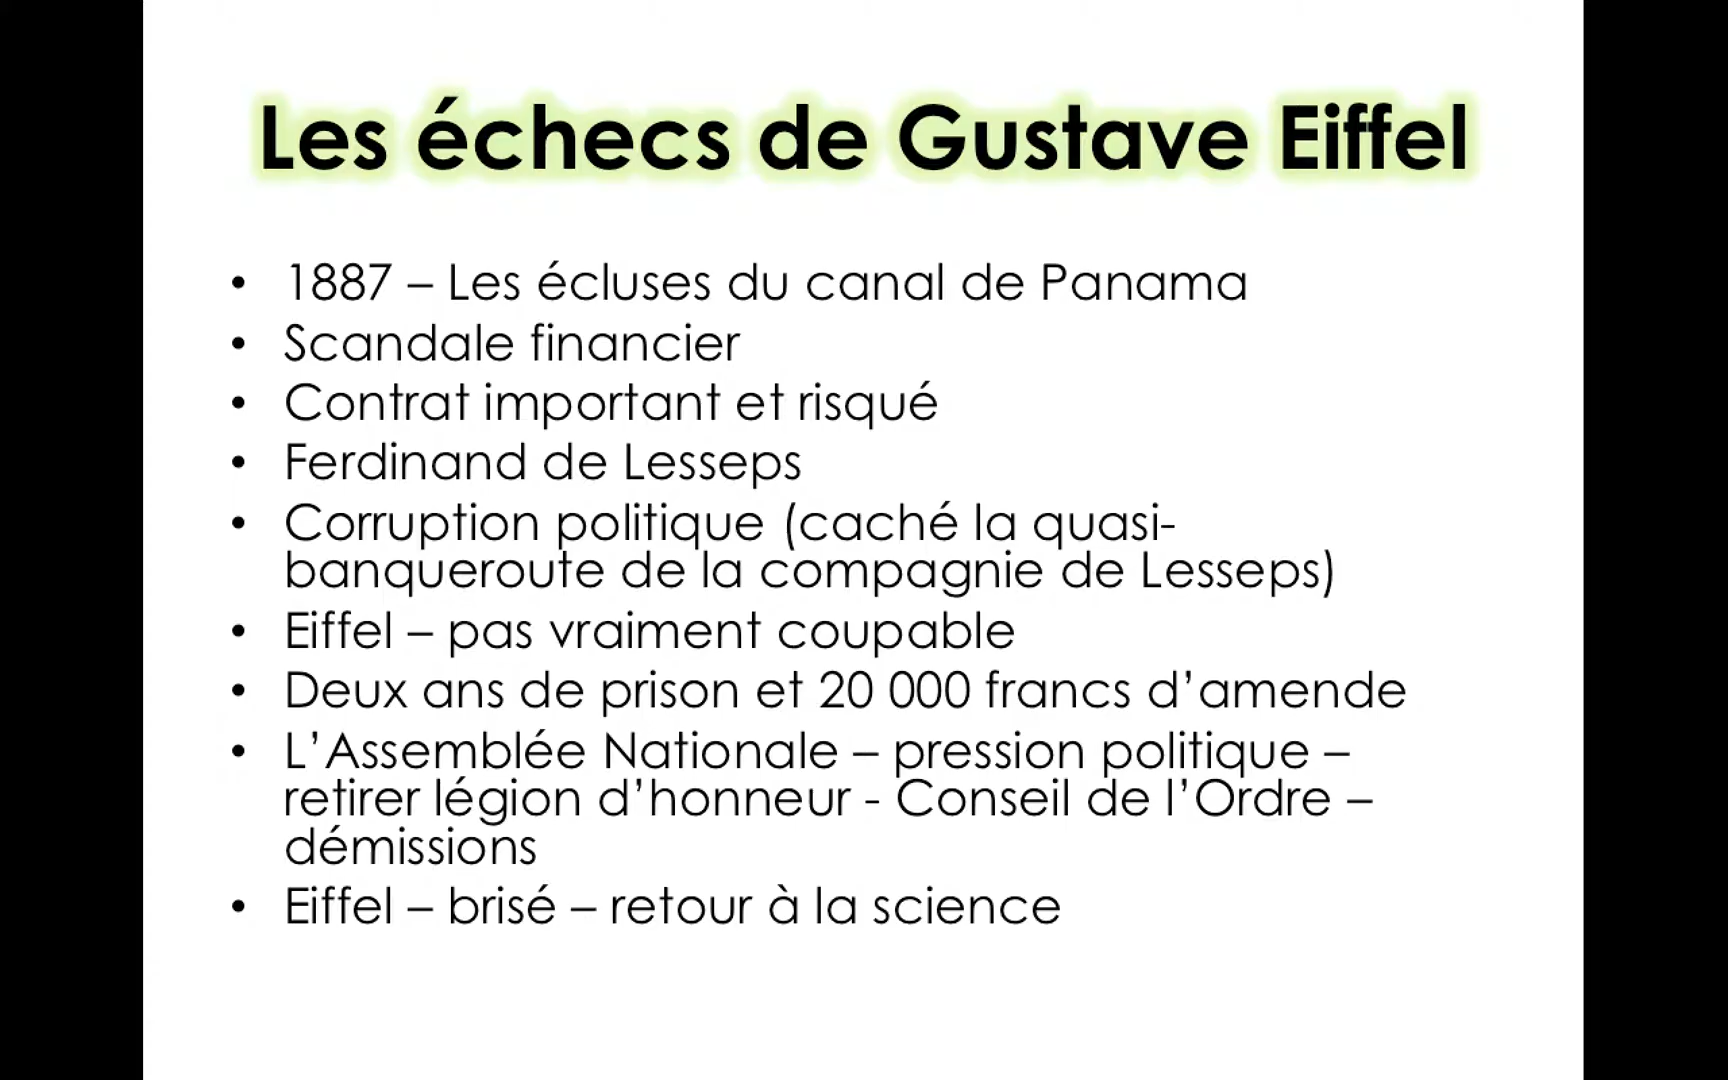 Les échecs de Gustave Eiffel
• 1887 – Les écluses du canal de Panama
• Scandale financier
• Contrat important et risqué
• Ferdinand de Lesseps
• Corruption politique (caché la quasi-
banqueroute de la compagnie de Lesseps)
• Eiffel – pas vraiment coupable
• Deux ans de prison et 20 000 francs d’amende
• L’Assemblée Nationale – pression politique –
retirer légion d’honneur - Conseil de l’Ordre –
démissions
• Eiffel – brisé – retour à la science